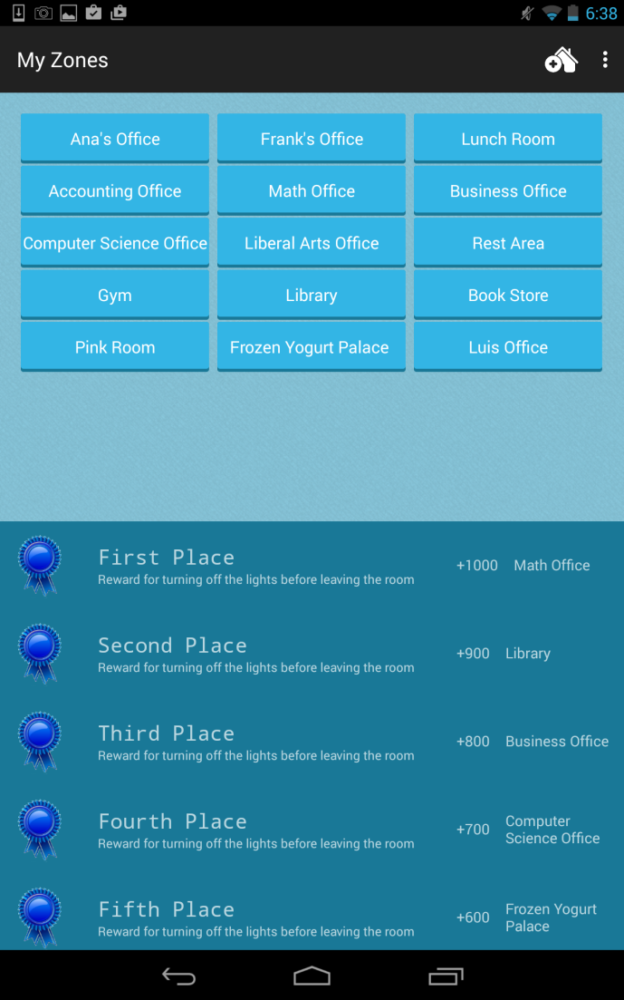 6:38
My Zones
Ana's Office
Frank's Office
Lunch Room
Accounting Office
Math Office
Business Office
Computer Science Office
Liberal Arts Office
Rest Area
Gym
Library
Book Store
Pink Room
Frozen Yogurt Palace
Luis Office
First Place
Reward for turning off the lights before leaving the room
+1000
Math Office
Second Place
Reward for turning off the lights before leaving the room
+900
Library
Third Place
Reward for turning off the lights before leaving the room
+800
Business Office
Fourth Place
Reward for turning off the lights before leaving the room
+700
Computer
Science Office
Fifth Place
Reward for turning off the lights before leaving the room
+600
Frozen Yogurt
Palace